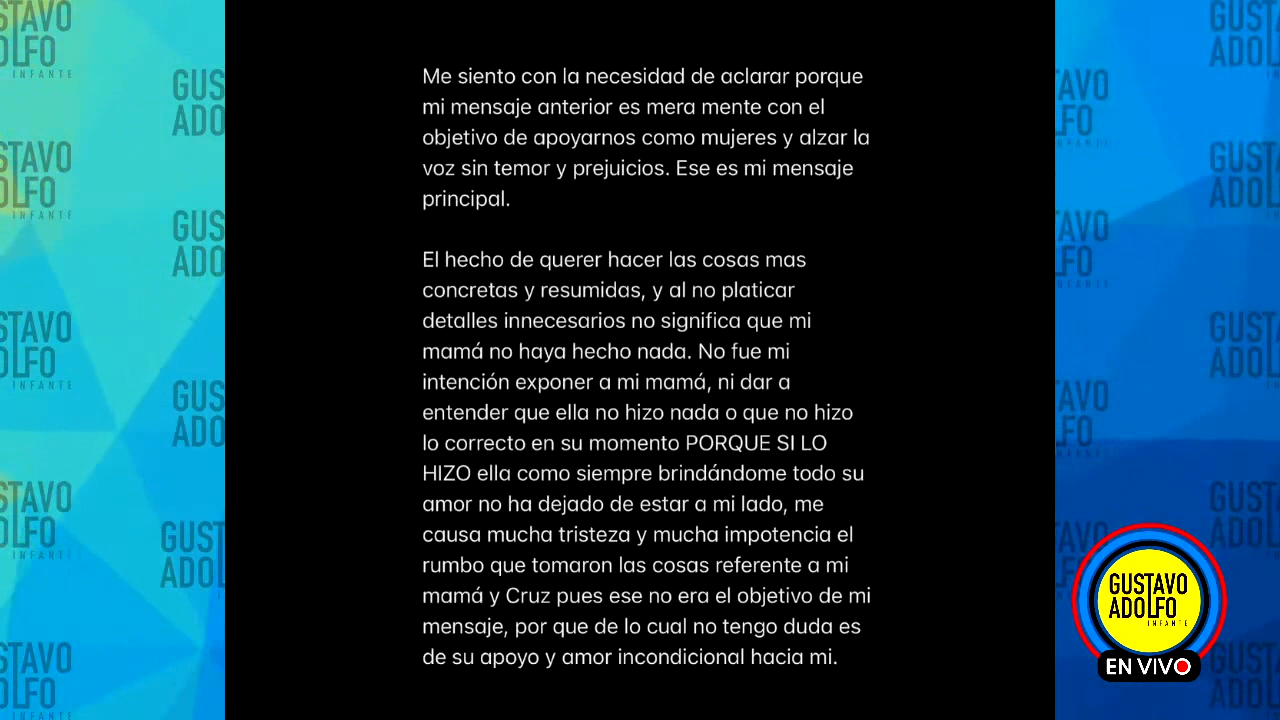 Me siento con la necesidad de aclarar porque
mi mensaje anterior es mera mente con el
objetivo de apoyarnos como mujeres y alzar la
voz sin temor y prejuicios. Ese es mi mensaje
principal.
El hecho de querer hacer las cosas mas
concretas y resumidas, y al no platicar
detalles innecesarios no significa que mi
mamá no haya hecho nada. No fue mi
intención exponer a mi mamá, ni dar a
entender que ella no hizo nada o que no hizo
lo correcto en su momento PORQUE SI LO
HIZO ella como siempre brindándome todo su
amor no ha dejado de estar a mi lado, me
causa mucha tristeza y mucha impotencia el
rumbo que tomaron las cosas referente a mi
mamá y Cruz pues ese no era el objetivo de mi
mensaje, por que de lo cual no tengo duda es
de su apoyo y amor incondicional hacia mi.
GUSTAVO
ADOLFO
INFANTE
EN VIVO